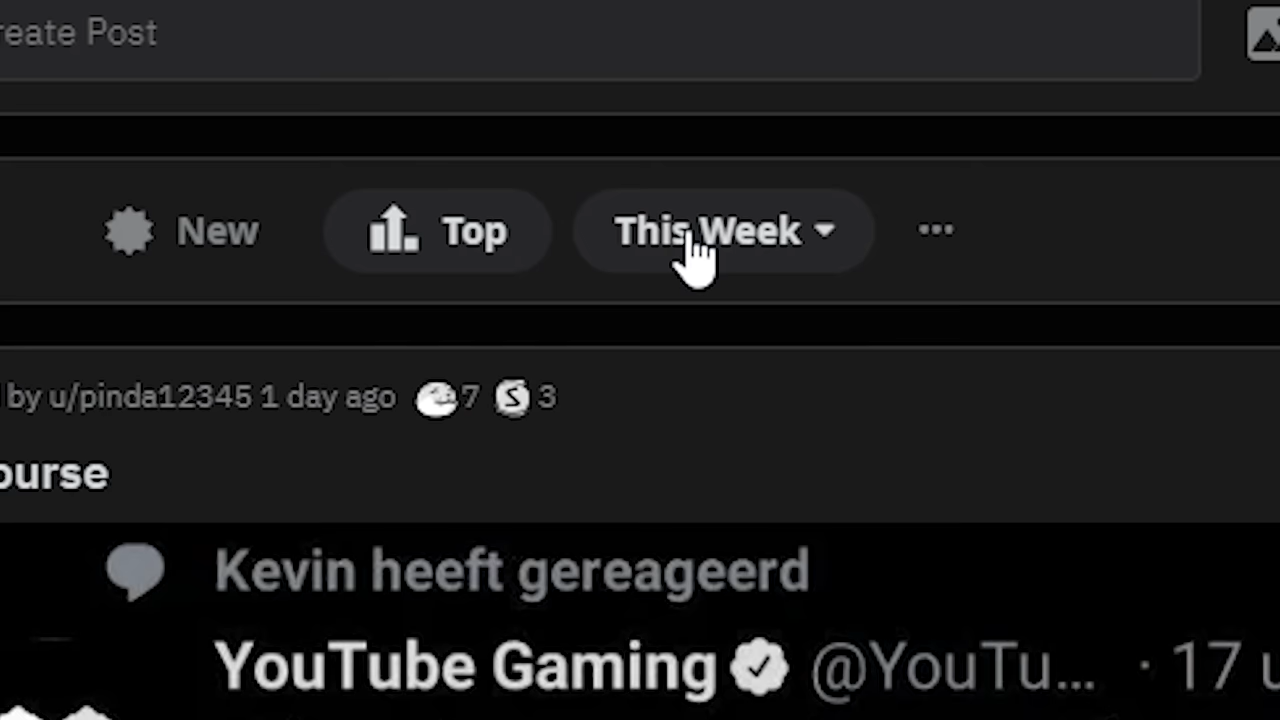 reate Post
New Top This Week ...
by u/pinda12345 1 day ago 7 3
ourse
Kevin heeft gereageerd
YouTube Gaming @YouTu... · 17 u